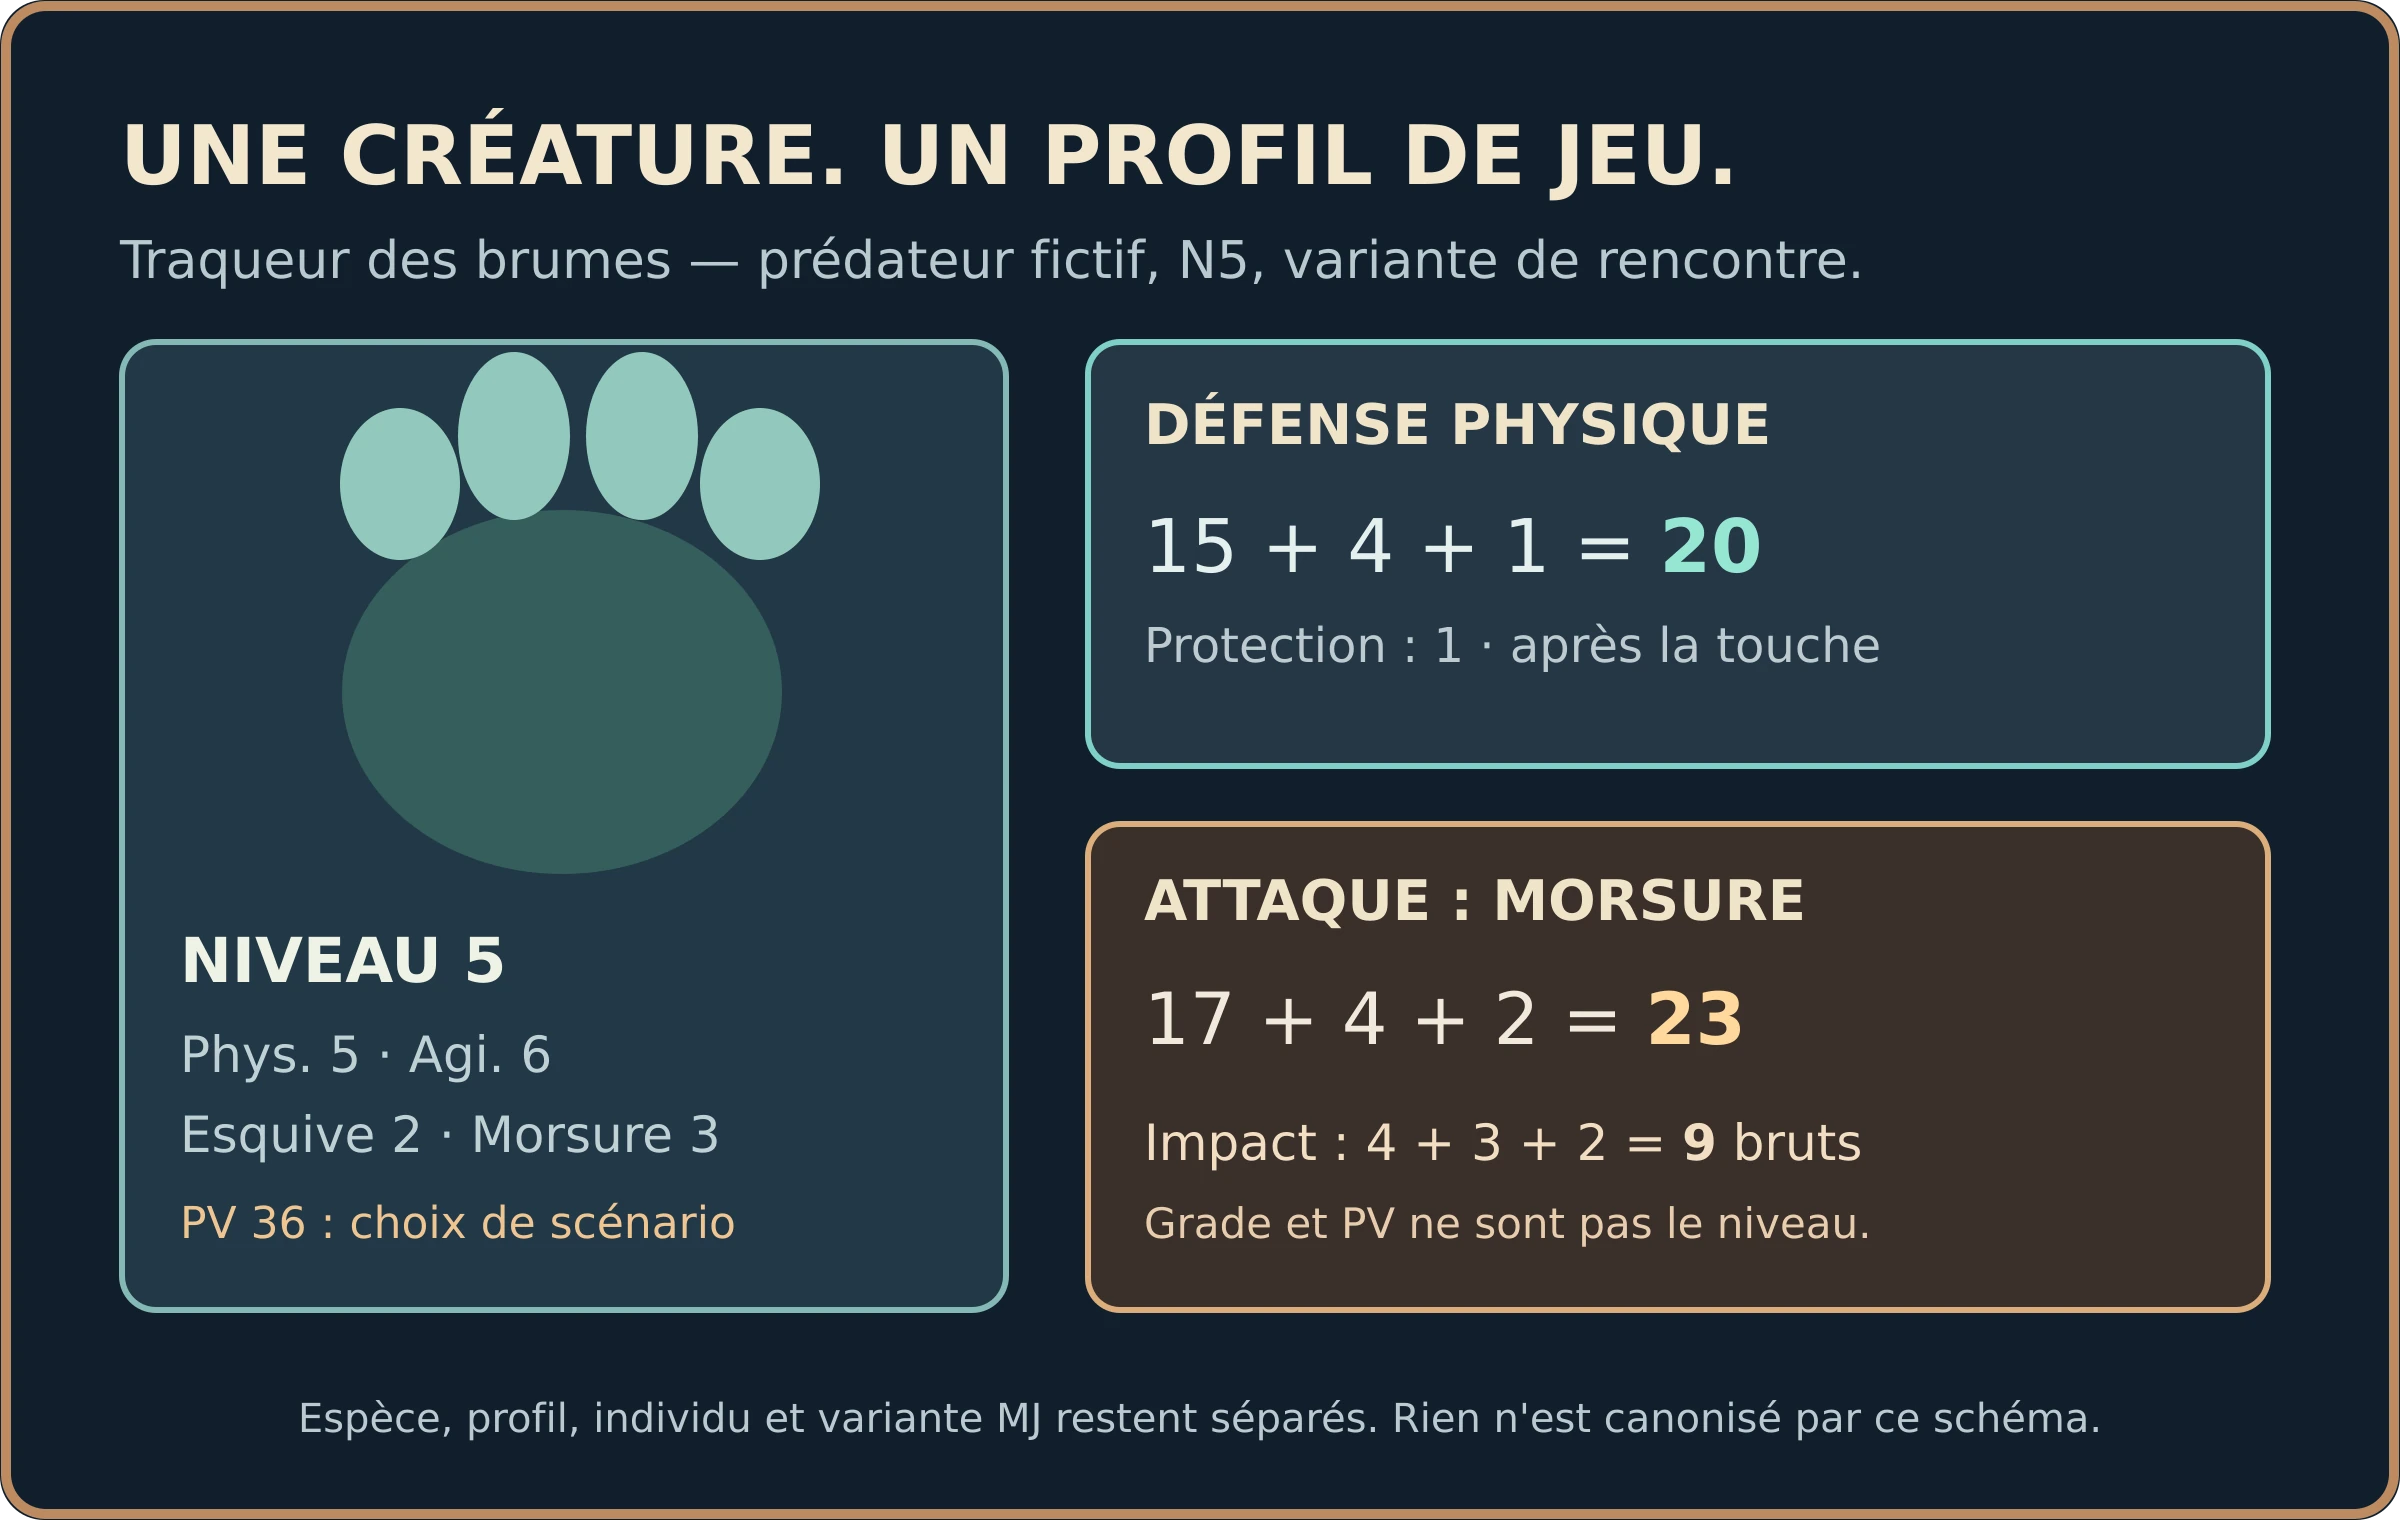 UNE CRÉATURE. UN PROFIL DE JEU.
Traqueur des brumes — prédateur fictif, N5, variante de rencontre.
NIVEAU 5
Phys. 5 · Agi. 6
Esquive 2 · Morsure 3
PV 36 : choix de scénario
DÉFENSE PHYSIQUE
15 + 4 + 1 = 20
Protection : 1 · après la touche
ATTAQUE : MORSURE
17 + 4 + 2 = 23
Impact : 4 + 3 + 2 = 9 bruts
Grade et PV ne sont pas le niveau.
Espèce, profil, individu et variante MJ restent séparés. Rien n'est canonisé par ce schéma.